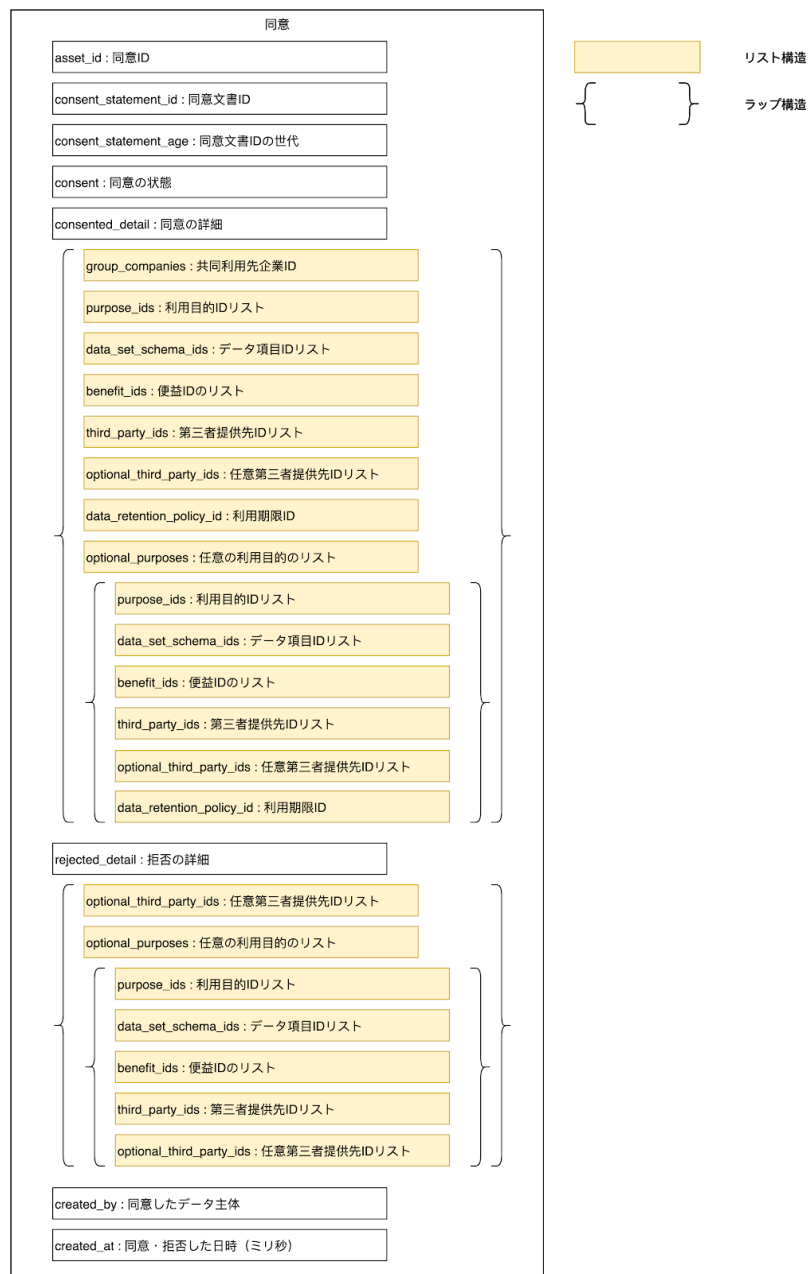 同意
asset_id : 同意ID
リスト構造
consent_statement_id : 同意文書ID
ラップ構造
consent_statement_age : 同意文書IDの世代
consent : 同意の状態
consented_detail : 同意の詳細
group_companies : 共同利用先企業ID
purpose_ids : 利用目的IDリスト
data_set_schema_ids : データ項目IDリスト
benefit_ids : 便益IDのリスト
third_party_ids : 第三者提供先IDリスト
optional_third_party_ids : 任意第三者提供先IDリスト
data_retention_policy_id : 利用期限ID
optional_purposes : 任意の利用目的のリスト
purpose_ids : 利用目的IDリスト
data_set_schema_ids : データ項目IDリスト
benefit_ids : 便益IDのリスト
third_party_ids : 第三者提供先IDリスト
optional_third_party_ids : 任意第三者提供先IDリスト
data_retention_policy_id : 利用期限ID
rejected_detail : 拒否の詳細
optional_third_party_ids : 任意第三者提供先IDリスト
optional_purposes : 任意の利用目的のリスト
purpose_ids : 利用目的IDリスト
data_set_schema_ids : データ項目IDリスト
benefit_ids : 便益IDのリスト
third_party_ids : 第三者提供先IDリスト
optional_third_party_ids : 任意第三者提供先IDリスト
created_by : 同意したデータ主体
created_at : 同意・拒否した日時（ミリ秒）